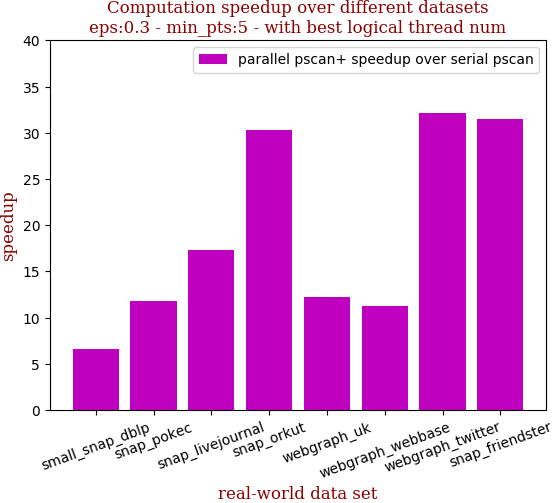 Computation speedup over different datasets
eps:0.3 - min_pts:5 - with best logical thread num
parallel pscan+ speedup over serial pscan
speedup
40
35
30
25
20
15
10
5
0
small_snap_dblp
snap_pokec
snap_livejournal
snap_orkut
webgraph_uk
webgraph_webbase
webgraph_twitter
snap_friendster
real-world data set